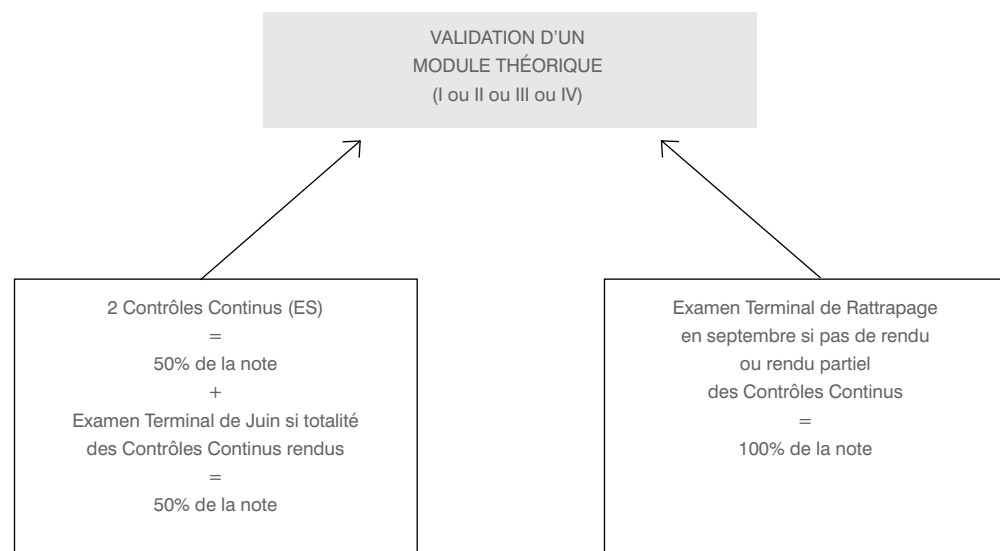 VALIDATION D’UN
MODULE THÉORIQUE
(I ou II ou III ou IV)
2 Contrôles Continus (ES)
=
50% de la note
+
Examen Terminal de Juin si totalité
des Contrôles Continus rendus
=
50% de la note
Examen Terminal de Rattrapage
en septembre si pas de rendu
ou rendu partiel
des Contrôles Continus
=
100% de la note